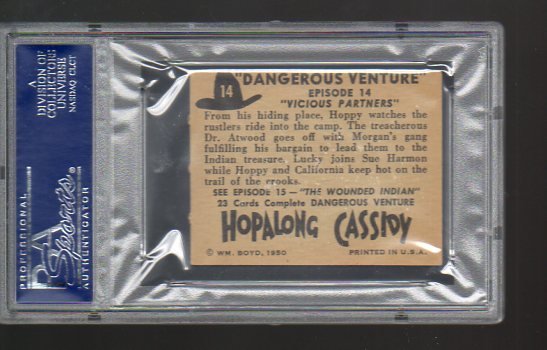 A
DIVISION OF
COLLECTORS
UNIVERSE
NASDAQ CLCT
PROFESSIONAL
PSA
Sports
AUTHENTICATOR
14
"DANGEROUS VENTURE"
EPISODE 14
"VICIOUS PARTNERS"
From his hiding place, Hoppy watches the
rustlers ride into the camp. The treacherous
Dr. Atwood goes off with Morgan's gang
fulfilling his bargain to lead them to the
Indian treasure. Lucky joins Sue Harmon
while Hoppy and California keep hot on the
trail of the crooks.
SEE EPISODE 15—"THE WOUNDED INDIAN"
23 Cards Complete DANGEROUS VENTURE
HOPALONG CASSIDY
© WM. BOYD, 1950 PRINTED IN U.S.A.